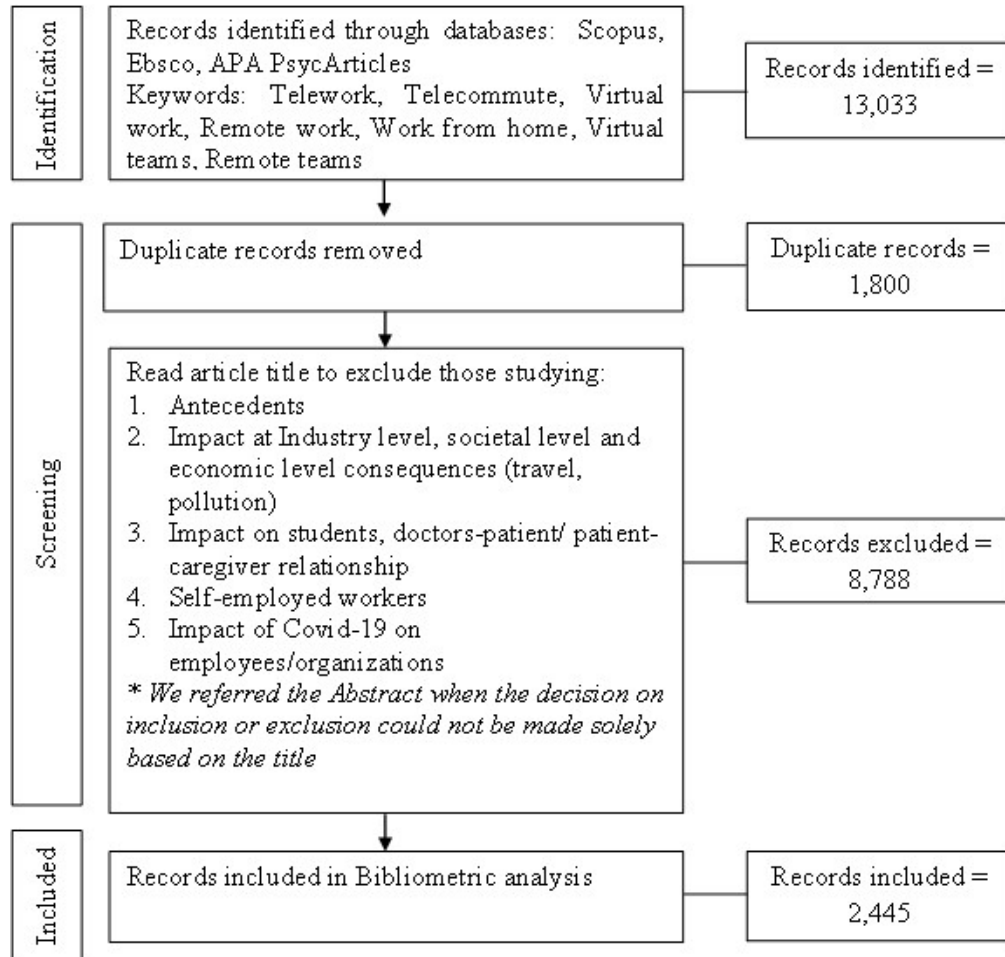 Identification
Records identified through databases: Scopus,
Ebsco, APA PsycArticles
Keywords: Telework, Telecommute, Virtual
work, Remote work, Work from home, Virtual
teams, Remote teams
Records identified =
13,033
Screening
Duplicate records removed
Duplicate records =
1,800
Read article title to exclude those studying:
1. Antecedents
2. Impact at Industry level, societal level and
economic level consequences (travel,
pollution)
3. Impact on students, doctors-patient/ patient-
caregiver relationship
4. Self-employed workers
5. Impact of Covid-19 on
employees/organizations
* We referred the Abstract when the decision on
inclusion or exclusion could not be made solely
based on the title
Records excluded =
8,788
Included
Records included in Bibliometric analysis
Records included =
2,445